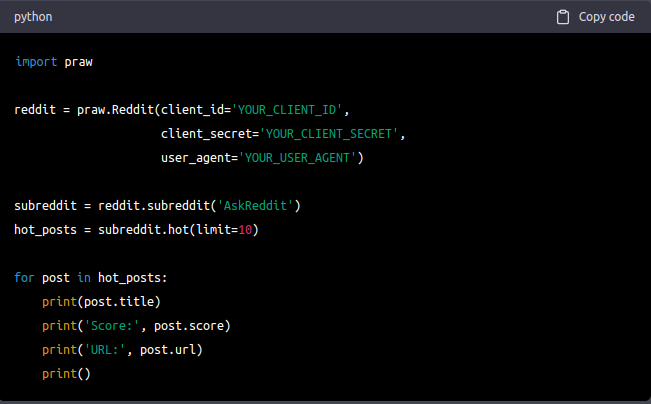 python
Copy code
import praw
reddit = praw.Reddit(client_id='YOUR_CLIENT_ID',
                     client_secret='YOUR_CLIENT_SECRET',
                     user_agent='YOUR_USER_AGENT')
subreddit = reddit.subreddit('AskReddit')
hot_posts = subreddit.hot(limit=10)
for post in hot_posts:
    print(post.title)
    print('Score:', post.score)
    print('URL:', post.url)
    print()